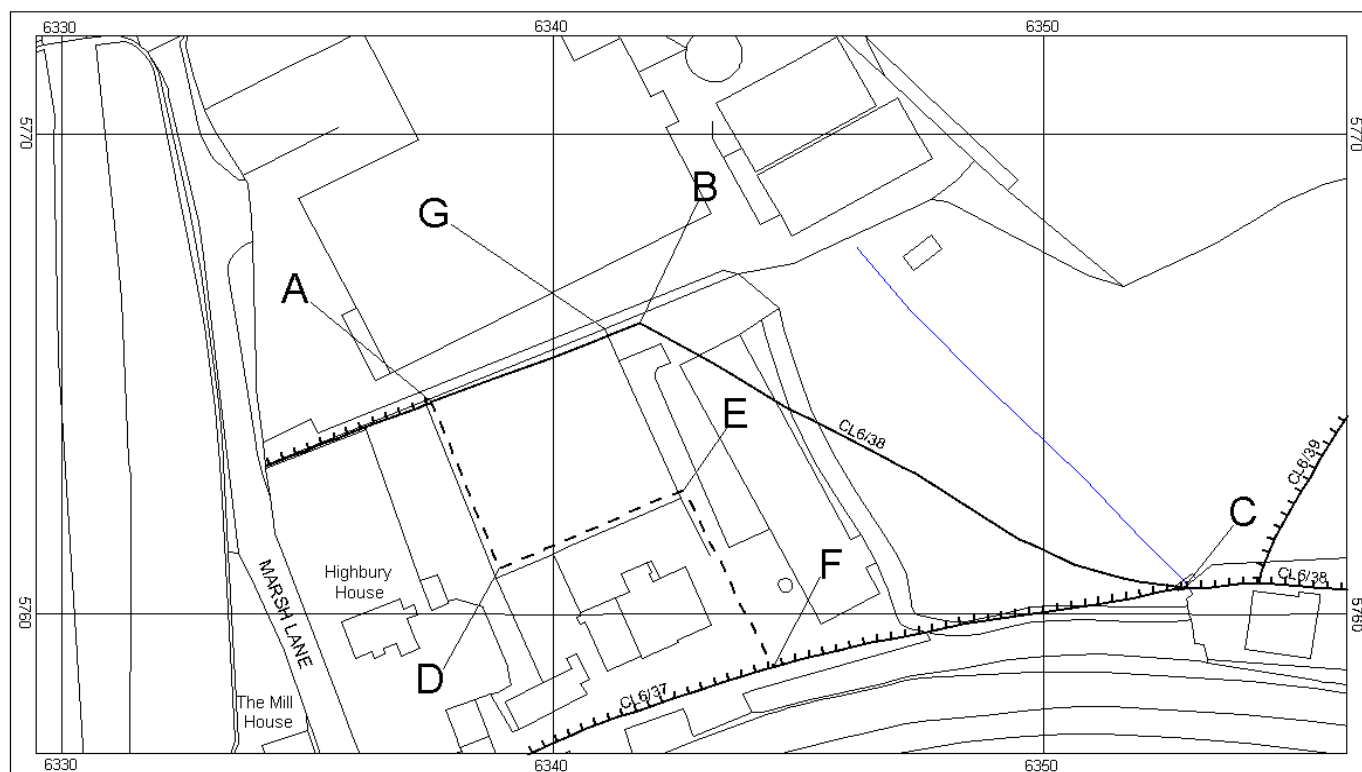 6330
6340
6350
5770
5770
B
G
A
E
CL6/38
CL6/39
C
F
Highbury
House
MARSH LANE
CL6/38
5760
5760
D
CL6/37
The Mill
House
6330
6340
6350